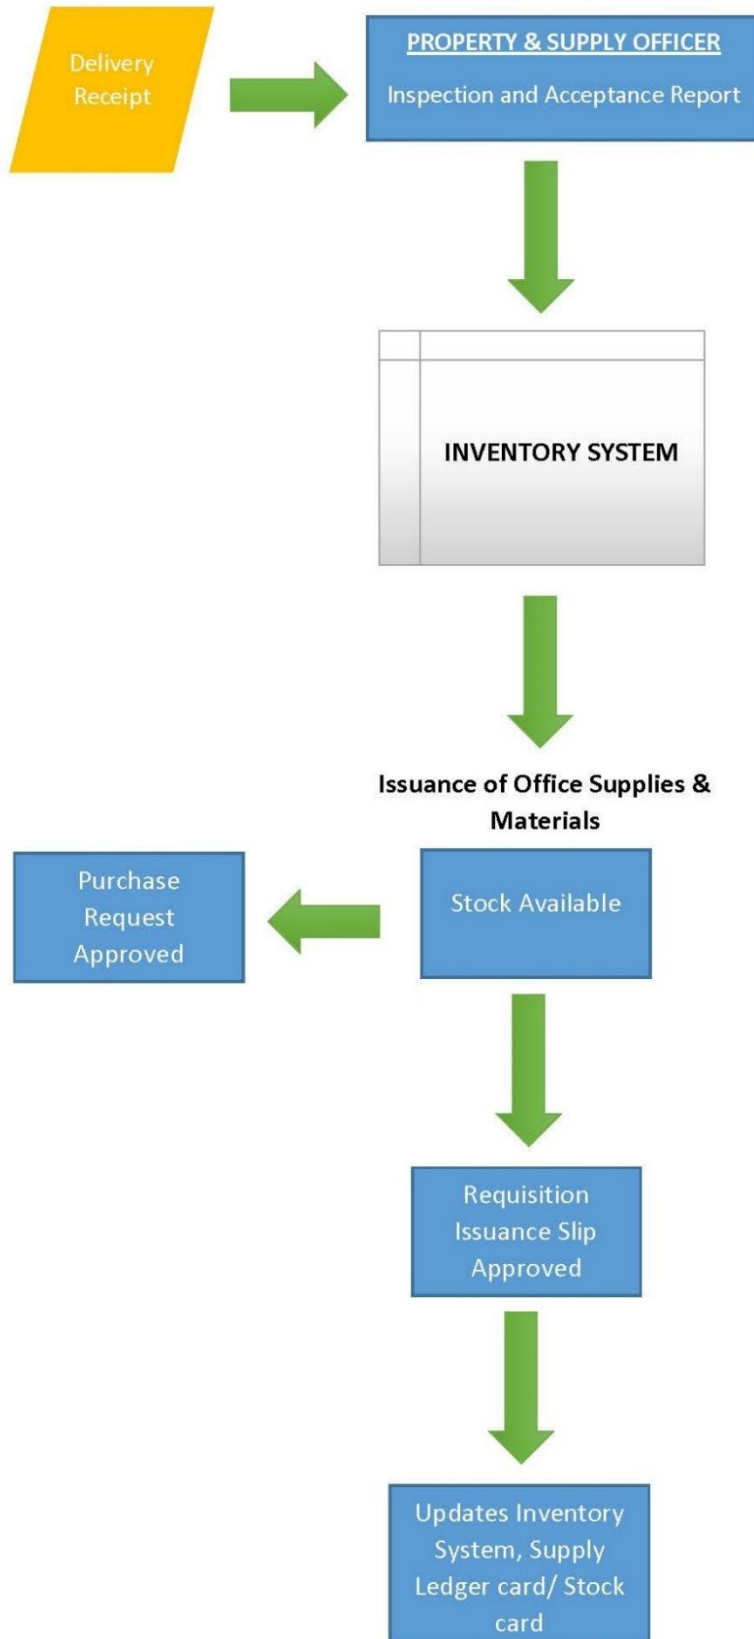 Delivery
Receipt
PROPERTY & SUPPLY OFFICER
Inspection and Acceptance Report
INVENTORY SYSTEM
Issuance of Office Supplies &
Materials
Purchase
Request
Approved
Stock Available
Requisition
Issuance Slip
Approved
Updates Inventory
System, Supply
Ledger card/ Stock
card